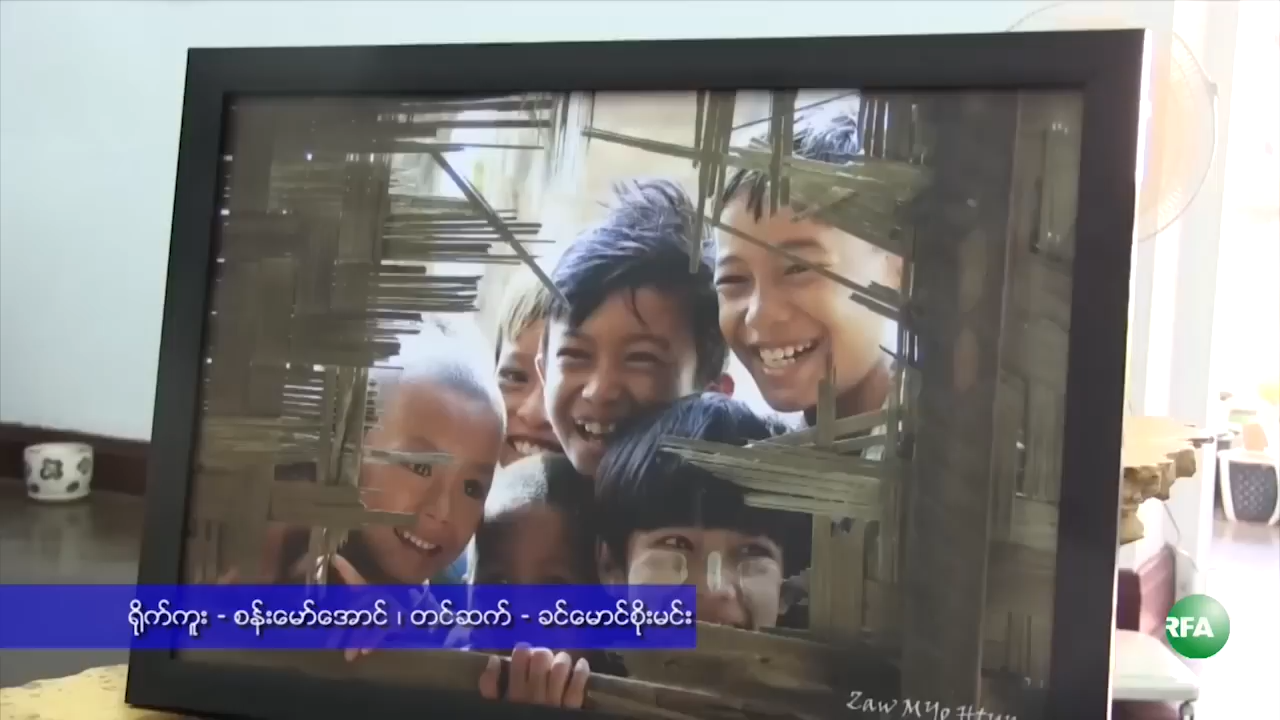 ရိုက်ကူး - စန်းမော်အောင် ၊ တင်ဆက် - ခင်မောင်စိုးမင်း
RFA
Zaw Myo Htun